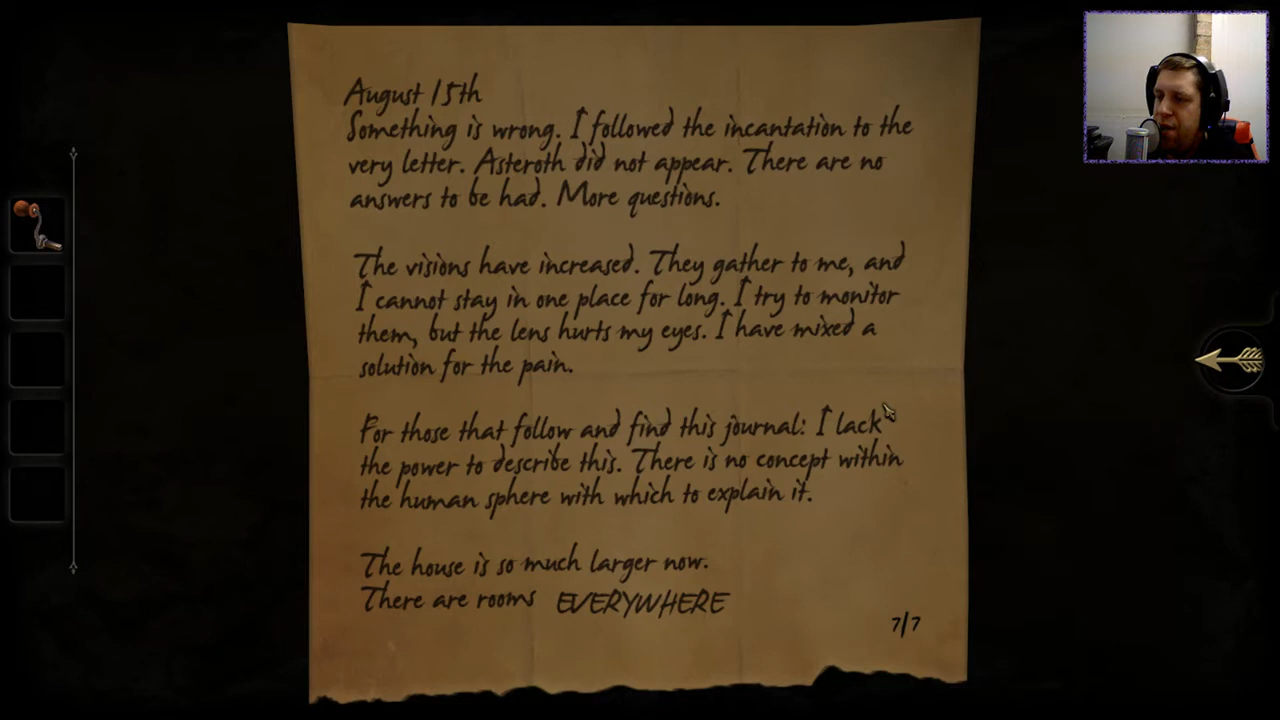 August 15th
Something is wrong. I followed the incantation to the
very letter. Asteroth did not appear. There are no
answers to be had. More questions.
The visions have increased. They gather to me, and
I cannot stay in one place for long. I try to monitor
them, but the lens hurts my eyes. I have mixed a
solution for the pain.
For those that follow and find this journal: I lack
the power to describe this. There is no concept within
the human sphere with which to explain it.
The house is so much larger now.
There are rooms EVERYWHERE
7/7